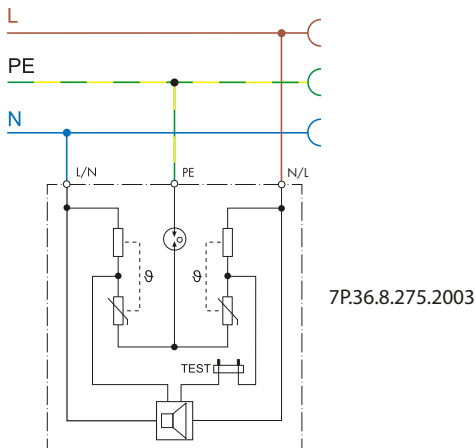 L
PE
N
L/N PE N/L
ϑ ϑ
7P.36.8.275.2003
TEST